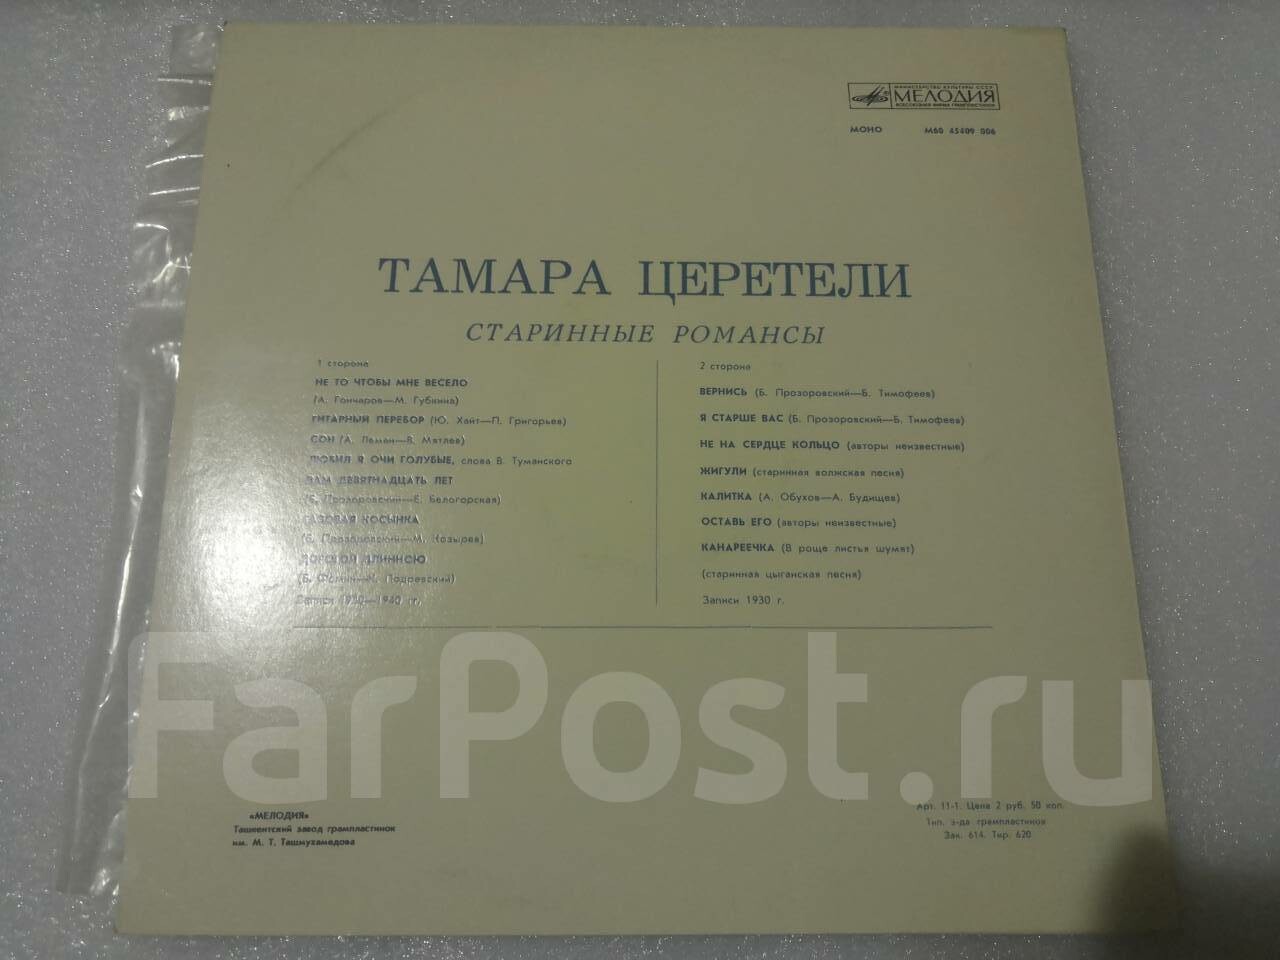 МИНИСТЕРСТВО КУЛЬТУРЫ СССР
МЕЛОДИЯ
ВСЕСОЮЗНАЯ ФИРМА ГРАМПЛАСТИНОК
МОНО М60 45409 006
ТАМАРА ЦЕРЕТЕЛИ
СТАРИННЫЕ РОМАНСЫ
1 сторона
НЕ ТО ЧТОБЫ МНЕ ВЕСЕЛО
(А. Гончаров—М. Губкина)
ГИТАРНЫЙ ПЕРЕБОР (Ю. Хайт—П. Григорьев)
СОН (А. Леман—В. Мятлев)
ЛЮБИЛ Я ОЧИ ГОЛУБЫЕ, слова В. Туманского
ВАМ ДЕВЯТНАДЦАТЬ ЛЕТ
(Б. Прозоровский—Е. Белогорская)
ГАЗОВАЯ КОСЫНКА
(Б. Прозоровский—М. Козырев)
ДОРОГОЙ ДЛИННОЮ
(Б. Фомин—К. Подревский)
Записи 1930—1940 гг.
2 сторона
ВЕРНИСЬ (Б. Прозоровский—Б. Тимофеев)
Я СТАРШЕ ВАС (Б. Прозоровский—Б. Тимофеев)
НЕ НА СЕРДЦЕ КОЛЬЦО (авторы неизвестные)
ЖИГУЛИ (старинная волжская песня)
КАЛИТКА (А. Обухов—А. Будищев)
ОСТАВЬ ЕГО (авторы неизвестные)
КАНАРЕЕЧКА (В роще листья шумят)
(старинная цыганская песня)
Записи 1930 г.
FarPost.ru
«МЕЛОДИЯ»
Ташкентский завод грампластинок
им. М. Т. Ташмухамедова
Арт. 11-1. Цена 2 руб. 50 коп.
Тип. з-да грампластинок
Зак. 614. Тир. 620